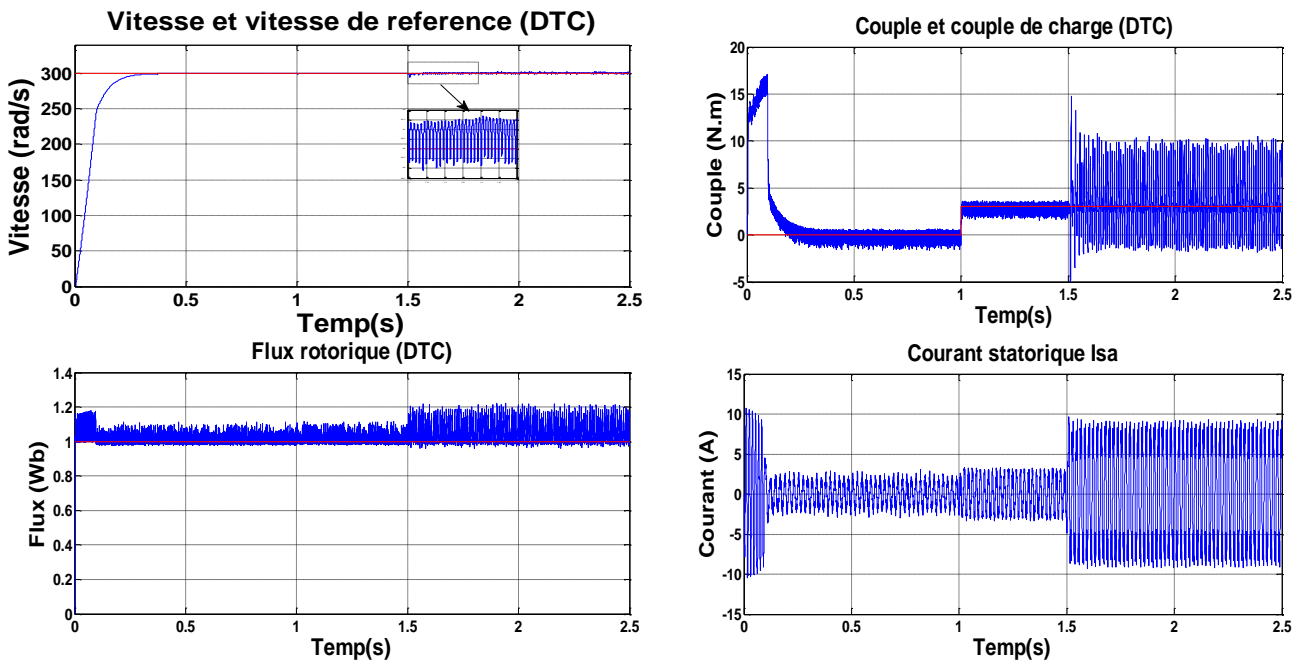 Vitesse et vitesse de reference (DTC)
Vitesse (rad/s)
300
250
200
150
100
50
0
0 0.5 1 1.5 2 2.5
Temp(s)
Couple et couple de charge (DTC)
Couple (N.m)
20
15
10
5
0
-5
0.5 1 1.5 2 2.5
Temp(s)
Flux rotorique (DTC)
Flux (Wb)
1.4
1.2
1
0.8
0.6
0.4
0.2
0
0 0.5 1 1.5 2 2.5
Temp(s)
Courant statorique Isa
Courant (A)
15
10
5
0
-5
-10
-15
0 0.5 1 1.5 2 2.5
Temp(s)